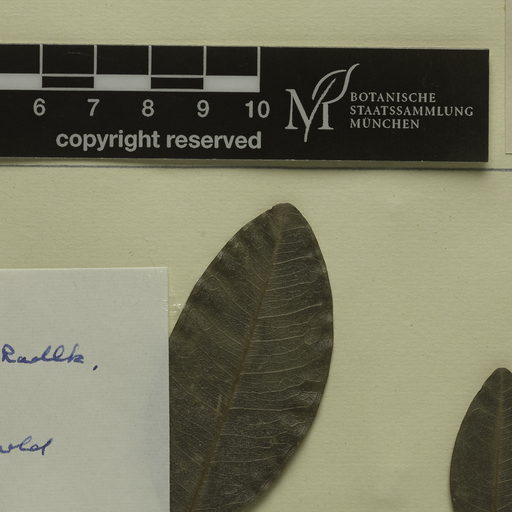 6 7 8 9 10
copyright reserved
M BOTANISCHE
STAATSSAMMLUNG
MÜNCHEN
Radlk.